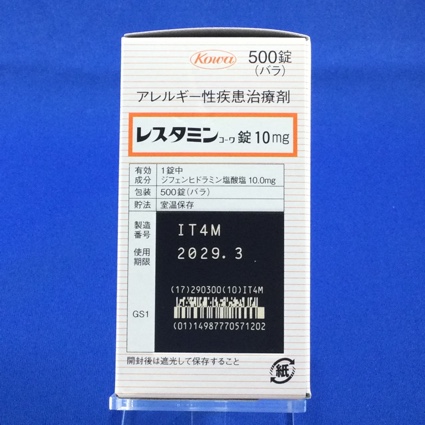 Kowa 500錠
(バラ)
アレルギー性疾患治療剤
レスタミンコーワ錠10mg
有効成分 1錠中
ジフェンヒドラミン塩酸塩 10.0mg
包装 500錠(バラ)
貯法 室温保存
製造番号 IT4M
使用期限 2029.3
(17)290300(10)IT4M
GS1
(01)14987770571202
開封後は遮光して保存すること
紙